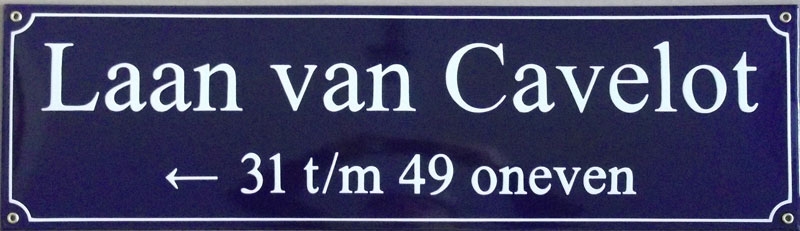 Laan van Cavelot
← 31 t/m 49 oneven